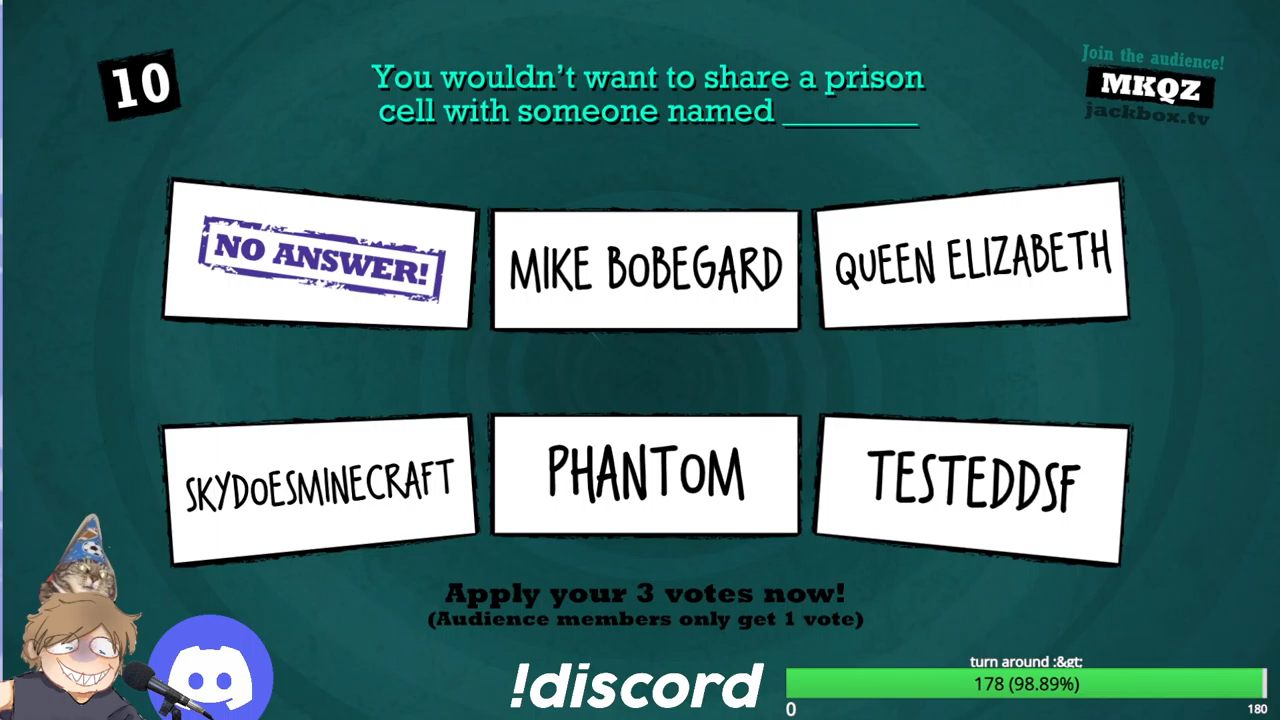 10
You wouldn't want to share a prison
cell with someone named ________
Join the audience!
MKQZ
jackbox.tv
NO ANSWER!
MIKE BOBEGARD
QUEEN ELIZABETH
SKYDOESMINECRAFT
PHANTOM
TESTEDDSF
Apply your 3 votes now!
(Audience members only get 1 vote)
!discord
turn around :&gt;
178 (98.89%)
0
180